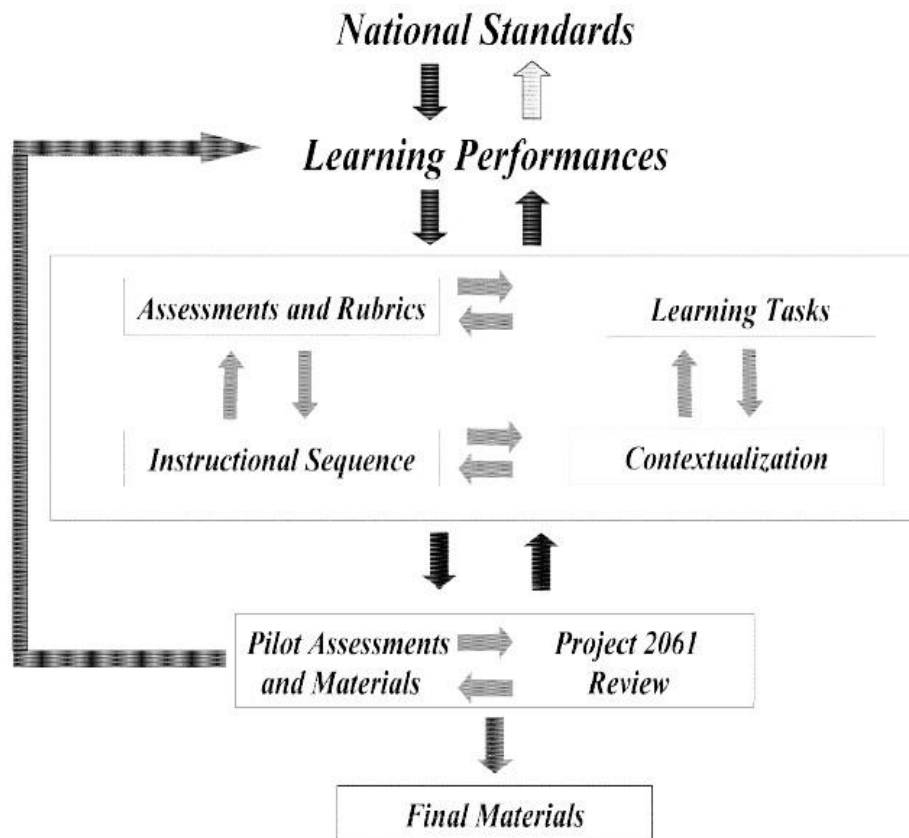 National Standards
Learning Performances
Assessments and Rubrics
Learning Tasks
Instructional Sequence
Contextualization
Pilot Assessments
and Materials
Project 2061
Review
Final Materials